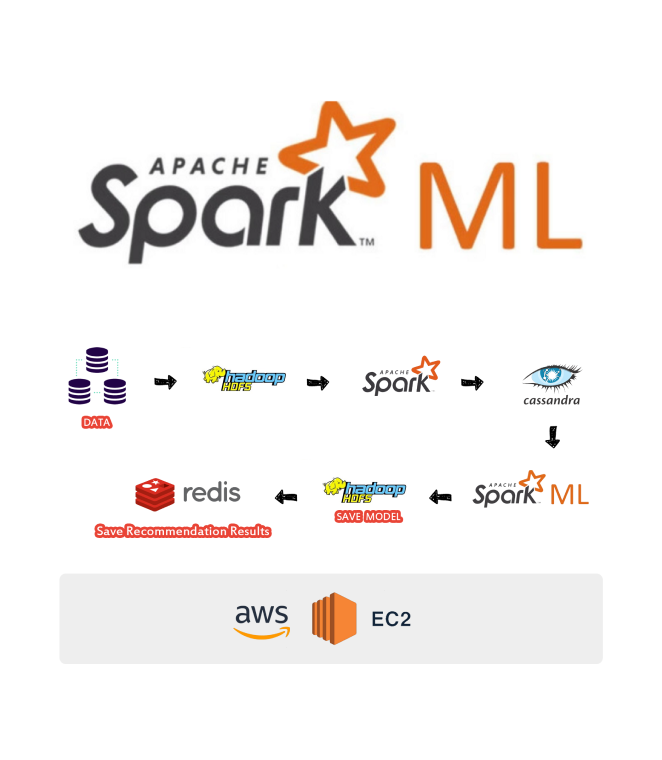 APACHE
Spark™ ML
DATA
hadoop
HDFS
APACHE
Spark
cassandra
redis
Save Recommendation Results
hadoop
HDFS
SAVE MODEL
APACHE
Spark ML
aws
EC2